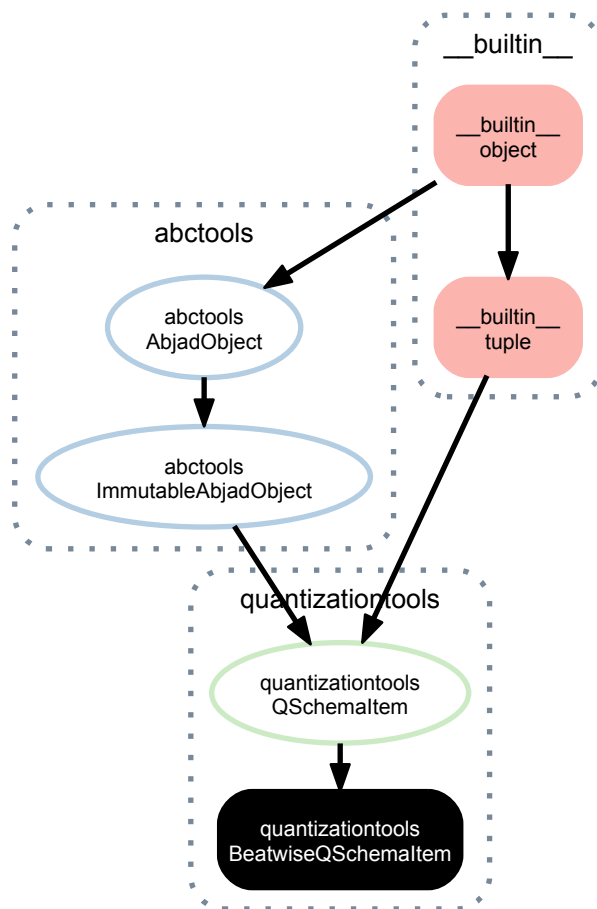 __builtin__
__builtin__
object
abctools
abctools
AbjadObject
__builtin__
tuple
abctools
ImmutableAbjadObject
quantizationtools
quantizationtools
QSchemaItem
quantizationtools
BeatwiseQSchemaItem